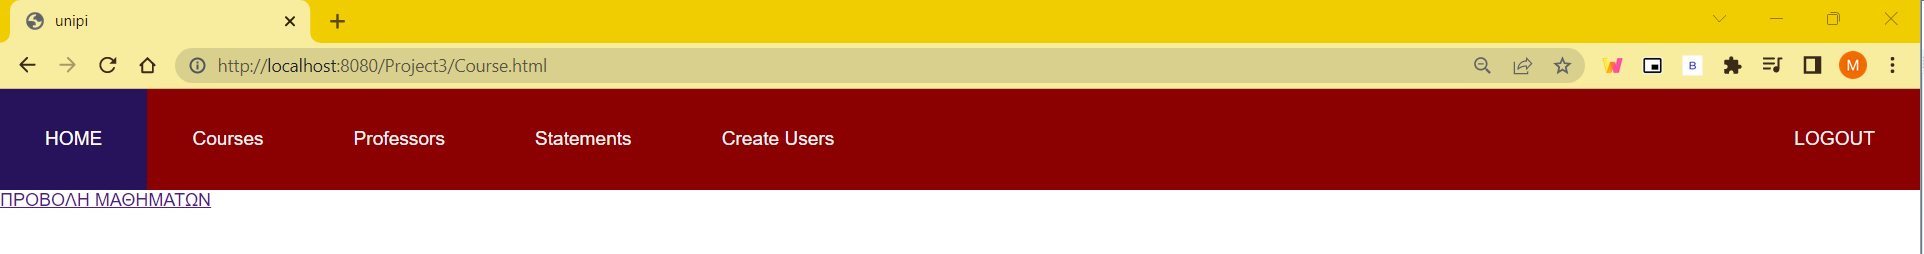 unipi
http://localhost:8080/Project3/Course.html
B
M
HOME Courses Professors Statements Create Users LOGOUT
ΠΡΟΒΟΛΗ ΜΑΘΗΜΑΤΩΝ